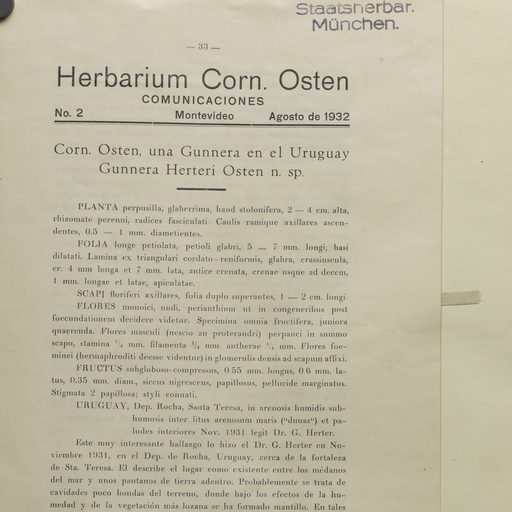 Staatsherbar.
München.
— 33 —
Herbarium Corn. Osten
COMUNICACIONES
No. 2 Montevideo Agosto de 1932
Corn. Osten, una Gunnera en el Uruguay
Gunnera Herteri Osten n. sp.
PLANTA perpusilla, glaberrima, haud stolonifera, 2 — 4 cm. alta,
rhizomate perenni, radices fasciculati. Caulis ramique axillares ascen-
dentes, 0,5 — 1 mm. diametientes.
FOLIA longe petiolata, petioli glabri, 5 — 7 mm. longi, basi
dilatati. Lamina ex triangulari cordato-reniformis, glabra, crassiuscula,
cr. 4 mm longa et 7 mm. lata, antice crenata, crenae usque ad decem,
1 mm. longae et latae, apiculatae.
SCAPI floriferi axillares, folia duplo superantes, 1 — 2 cm. longi.
FLORES monoici, nudi, perianthium ut in congeneribus post
foecundationem decidere videtur. Specimina omnia fructifera, juniora
quaerenda. Flores masculi (nescio an proterandri) perpauci in summo
scapo, stamina ¹/₄ mm. filamenta ³/₄ mm. antherae ¹/₄ mm. Flores foe-
minei (hermaphroditi deesse videntur) in glomerulis densis ad scapum affixi.
FRUCTUS subgloboso-compressus, 0.55 mm. longus, 0.6 mm. la-
tus, 0.35 mm. diam., siccus nigrescens, papillosus, pellucide marginatus.
Stigmata 2 papillosa; styli connati.
URUGUAY, Dep. Rocha, Santa Teresa, in arenosis humidis sub-
humosis inter litus arenosum maris ("dunas") et pa-
ludes interiores Nov. 1931 legit Dr. G. Herter.
Este muy interesante hallazgo lo hizo el Dr. G. Herter en No-
viembre 1931, en el Dep. de Rocha, Uruguay, cerca de la fortaleza
de Sta. Teresa. El describe el lugar como existente entre los médanos
del mar y unos pantanos de tierra adentro. Probablemente se trata de
cavidades poco hondas del terreno, donde bajo los efectos de la hu-
medad y de la vegetación más lozana se ha formado mantillo. En tales